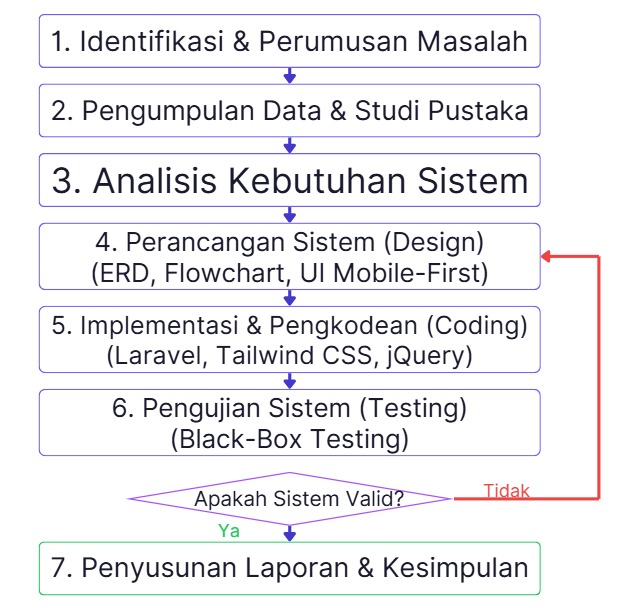 1. Identifikasi & Perumusan Masalah
2. Pengumpulan Data & Studi Pustaka
3. Analisis Kebutuhan Sistem
4. Perancangan Sistem (Design)
(ERD, Flowchart, UI Mobile-First)
5. Implementasi & Pengkodean (Coding)
(Laravel, Tailwind CSS, jQuery)
6. Pengujian Sistem (Testing)
(Black-Box Testing)
Apakah Sistem Valid?
Tidak
Ya
7. Penyusunan Laporan & Kesimpulan